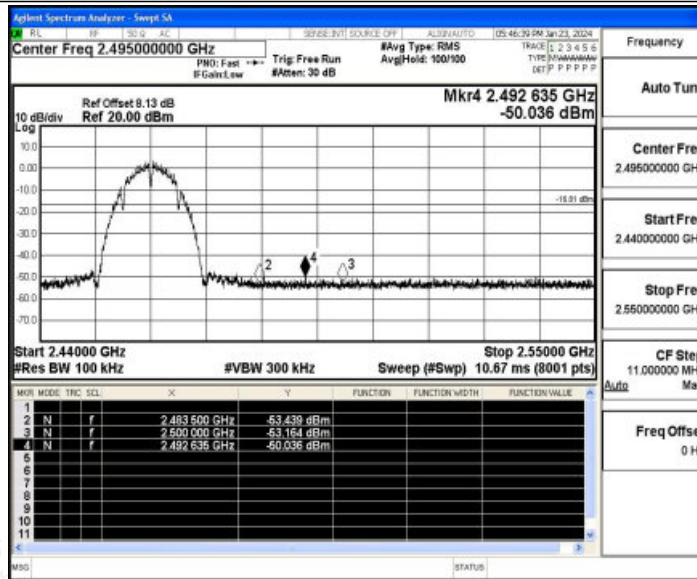 Agilent Spectrum Analyzer - Swept SA
RL RF 50 Ω AC SENSE:INT SOURCE OFF ALIGNAUTO 05:46:39 PM Jan 23, 2024
Center Freq 2.495000000 GHz
PNO: Fast
IFGain:Low
Trig: Free Run
#Atten: 30 dB
#Avg Type: RMS
Avg|Hold: 100/100
TRACE 1 2 3 4 5 6
TYPE
DET P P P P P P
Frequency
Auto Tun
Center Fre
2.495000000 GH
Start Fre
2.440000000 GH
Stop Fre
2.550000000 GH
CF Ste
11.000000 MH
Auto Ma
Freq Offse
0 H
Mkr4 2.492 635 GHz
-50.036 dBm
Ref Offset 8.13 dB
10 dB/div Ref 20.00 dBm
Log
10.0
0.00
-10.0
-20.0
-30.0
-40.0
-50.0
-60.0
-70.0
2
4
3
Start 2.44000 GHz Stop 2.55000 GHz
#Res BW 100 kHz #VBW 300 kHz Sweep (#Swp) 10.67 ms (8001 pts)
MKR MODE TRC SCL X Y FUNCTION FUNCTION WIDTH FUNCTION VALUE
1
2 N f 2.483 500 GHz -53.439 dBm
3 N f 2.500 000 GHz -53.164 dBm
4 N f 2.492 635 GHz -50.036 dBm
5
6
7
8
9
10
11
MSG STATUS